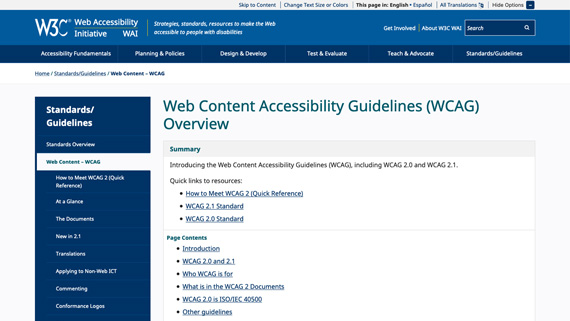 Skip to Content | Change Text Size or Colors | This page in: English • Español | All Translations | Hide Options
W3C® Web Accessibility Initiative WAI
Strategies, standards, resources to make the Web
accessible to people with disabilities
Get Involved | About W3C WAI
Search
Accessibility Fundamentals
Planning & Policies
Design & Develop
Test & Evaluate
Teach & Advocate
Standards/Guidelines
Home / Standards/Guidelines / Web Content – WCAG
Standards/
Guidelines
Standards Overview
Web Content – WCAG
How to Meet WCAG 2 (Quick
Reference)
At a Glance
The Documents
New in 2.1
Translations
Applying to Non-Web ICT
Commenting
Conformance Logos
Web Content Accessibility Guidelines (WCAG)
Overview
Summary
Introducing the Web Content Accessibility Guidelines (WCAG), including WCAG 2.0 and WCAG 2.1.
Quick links to resources:
• How to Meet WCAG 2 (Quick Reference)
• WCAG 2.1 Standard
• WCAG 2.0 Standard
Page Contents
• Introduction
• WCAG 2.0 and 2.1
• Who WCAG is for
• What is in the WCAG 2 Documents
• WCAG 2.0 is ISO/IEC 40500
• Other guidelines